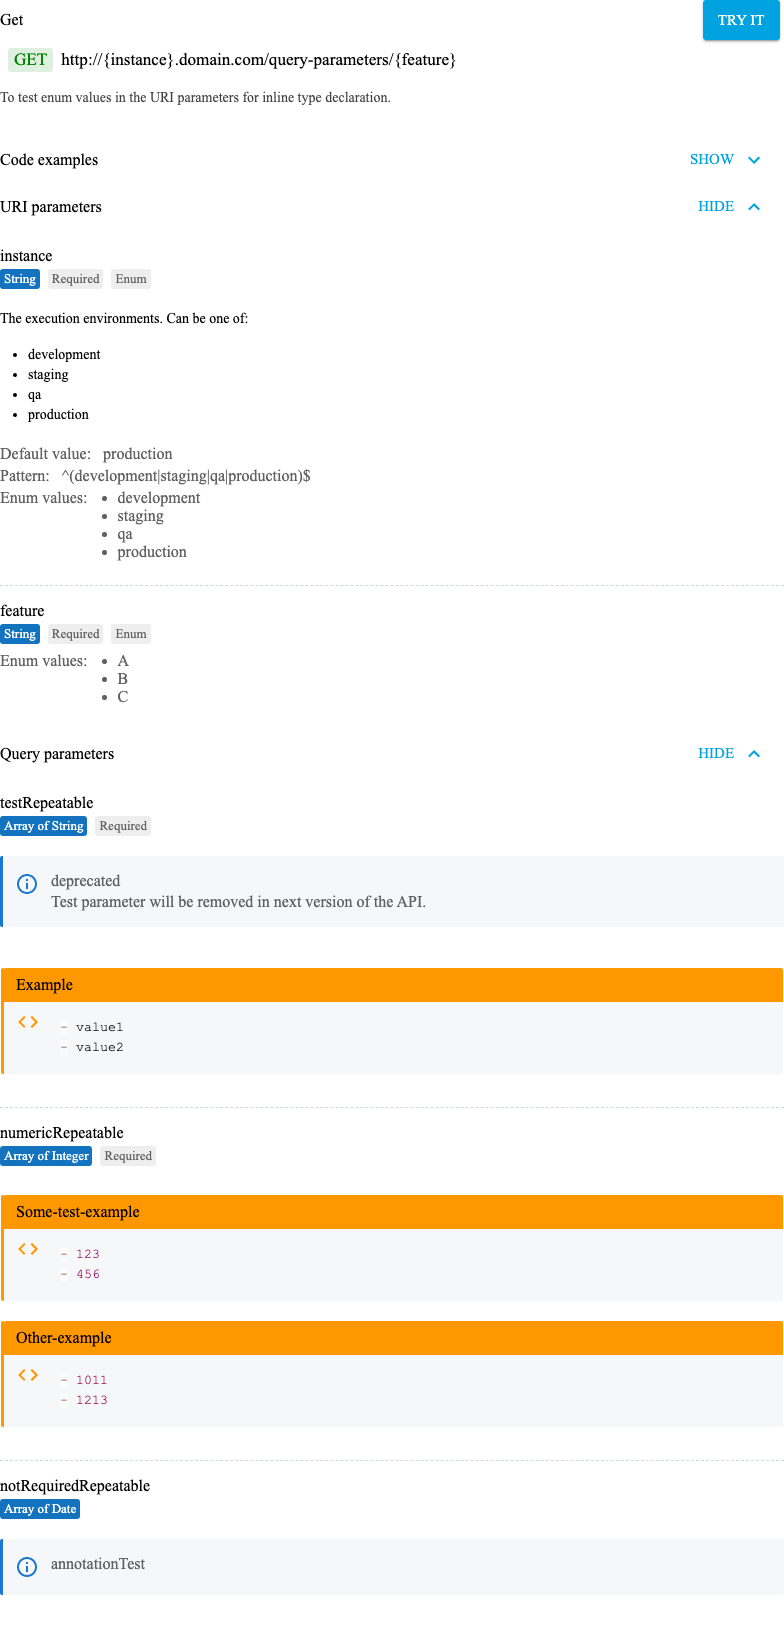 Get
TRY IT
GET http://{instance}.domain.com/query-parameters/{feature}
To test enum values in the URI parameters for inline type declaration.
Code examples
SHOW
URI parameters
HIDE
instance
String Required Enum
The execution environments. Can be one of:
• development
• staging
• qa
• production
Default value: production
Pattern: ^(development|staging|qa|production)$
Enum values: • development
• staging
• qa
• production
feature
String Required Enum
Enum values: • A
• B
• C
Query parameters
HIDE
testRepeatable
Array of String Required
deprecated
Test parameter will be removed in next version of the API.
Example
- value1
- value2
numericRepeatable
Array of Integer Required
Some-test-example
- 123
- 456
Other-example
- 1011
- 1213
notRequiredRepeatable
Array of Date
annotationTest